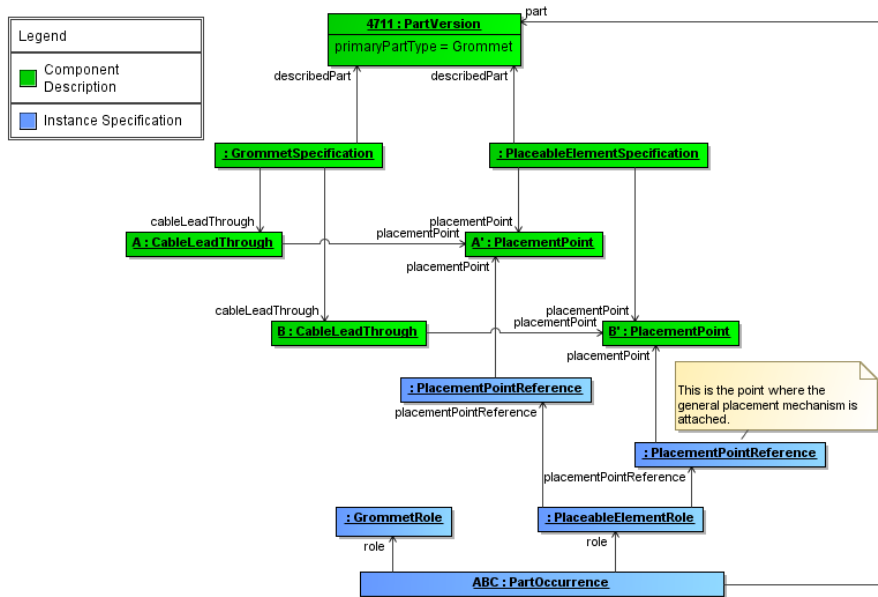 4711 : PartVersion
part
primaryPartType = Grommet
Legend
Component
Description
Instance Specification
describedPart
describedPart
: GrommetSpecification
: PlaceableElementSpecification
cableLeadThrough
placementPoint
placementPoint
A : CableLeadThrough
A' : PlacementPoint
placementPoint
cableLeadThrough
placementPoint
placementPoint
B : CableLeadThrough
B' : PlacementPoint
placementPoint
: PlacementPointReference
This is the point where the
general placement mechanism is
attached.
placementPointReference
: PlacementPointReference
placementPointReference
: GrommetRole
: PlaceableElementRole
role
role
ABC : PartOccurrence